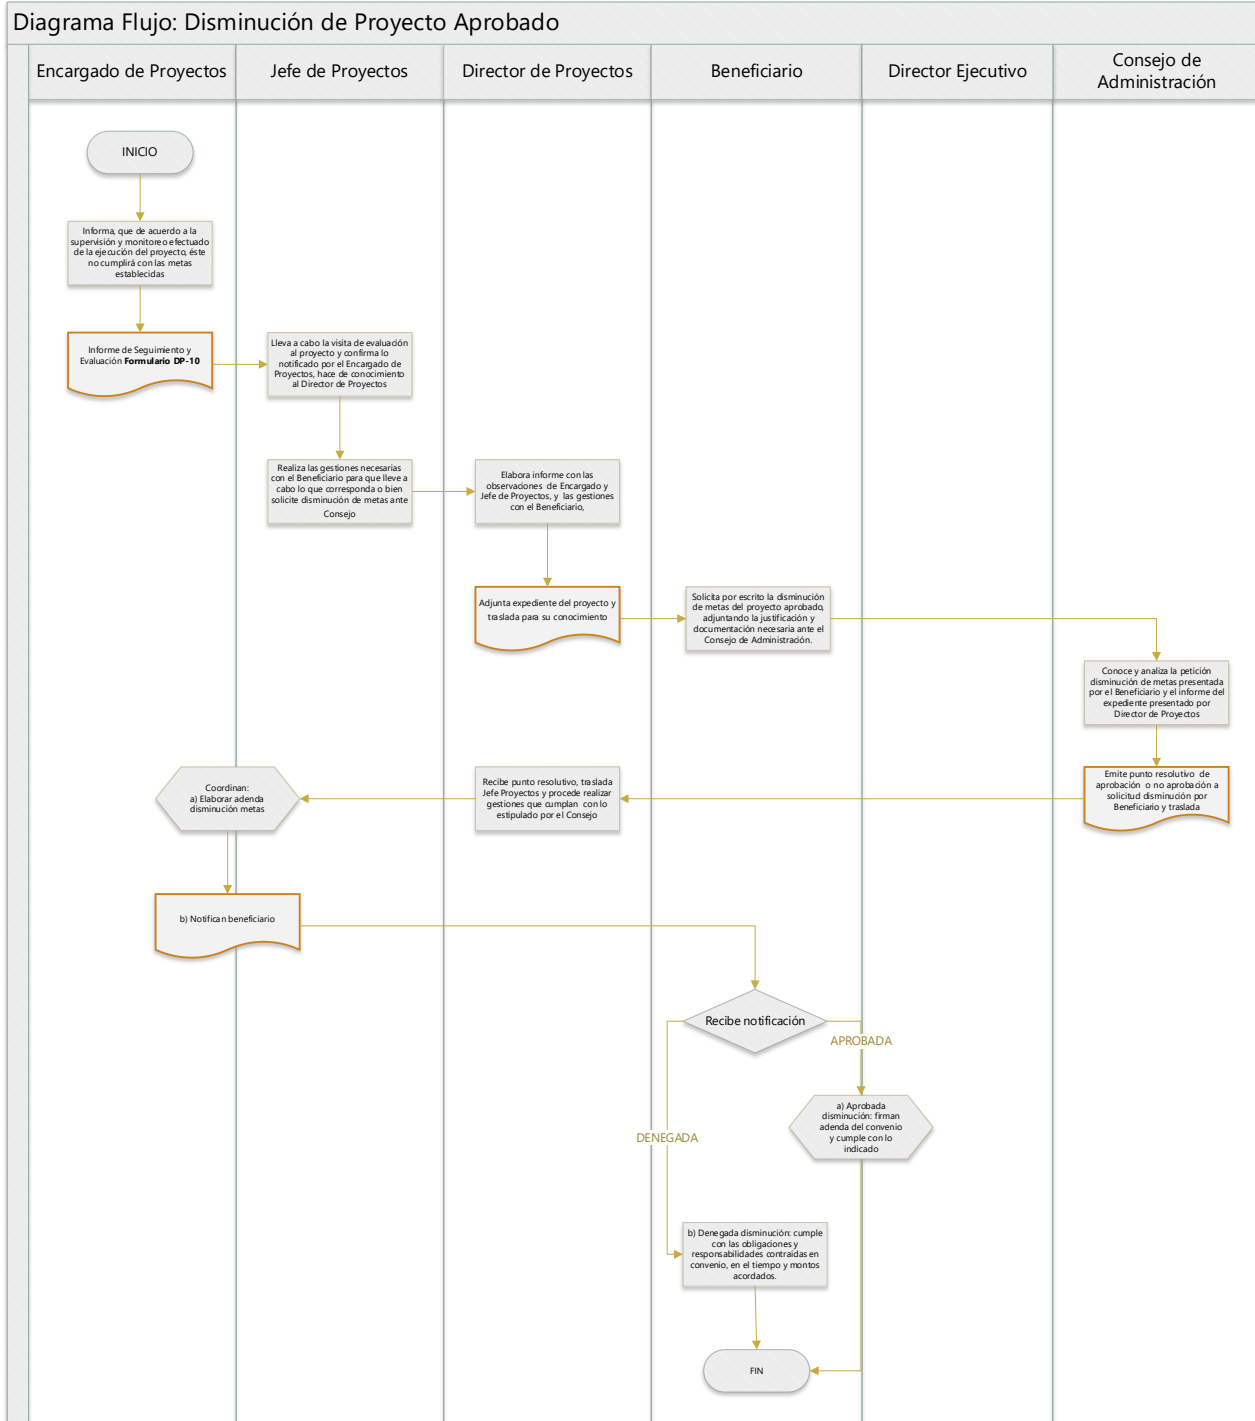 Diagrama Flujo: Disminución de Proyecto Aprobado
Encargado de Proyectos
Jefe de Proyectos
Director de Proyectos
Beneficiario
Director Ejecutivo
Consejo de
Administración
INICIO
Informa, que de acuerdo a la
supervisión y monitoreo efectuado
de la ejecución del proyecto, éste
no cumplirá con las metas
establecidas
Informe de Seguimiento y
Evaluación Formulario DP-10
Lleva a cabo la visita de evaluación
al proyecto y confirma lo
notificado por el Encargado de
Proyectos, hace de conocimiento
al Director de Proyectos
Realiza las gestiones necesarias
con el Beneficiario para que lleve a
cabo lo que corresponda o bien
solicite disminución de metas ante
Consejo
Elabora informe con las
observaciones de Encargado y
Jefe de Proyectos, y las gestiones
con el Beneficiario,
Adjunta expediente del proyecto y
traslada para su conocimiento
Solicita por escrito la disminución
de metas del proyecto aprobado,
adjuntando la justificación y
documentación necesaria ante el
Consejo de Administración.
Conoce y analiza la petición
disminución de metas presentada
por el Beneficiario y el informe del
expediente presentado por
Director de Proyectos
Emite punto resolutivo de
aprobación o no aprobación a
solicitud disminución por
Beneficiario y traslada
Recibe punto resolutivo, traslada
Jefe Proyectos y procede realizar
gestiones que cumplan con lo
estipulado por el Consejo
Coordinan:
a) Elaborar adenda
disminución metas
b) Notifican beneficiario
Recibe notificación
APROBADA
a) Aprobada
disminución: firman
adenda del convenio
y cumple con lo
indicado
DENEGADA
b) Denegada disminución: cumple
con las obligaciones y
responsabilidades contraídas en
convenio, en el tiempo y montos
acordados.
FIN